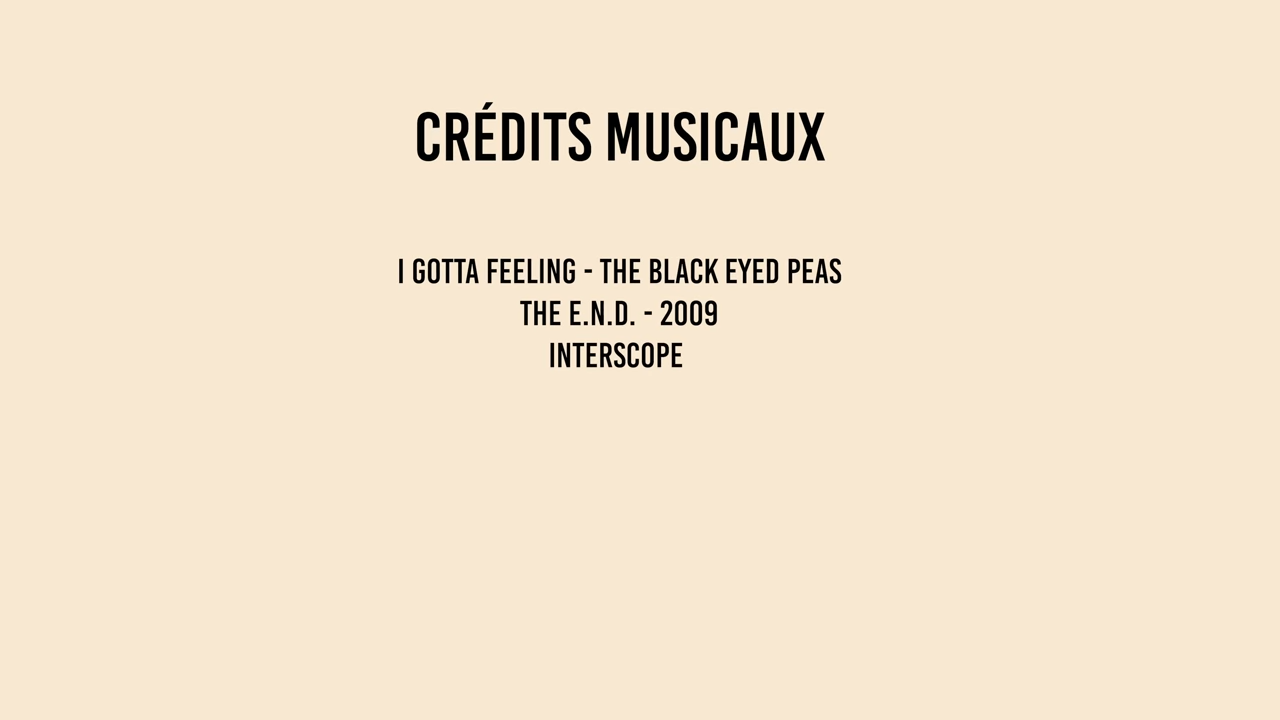 CRÉDITS MUSICAUX
I GOTTA FEELING - THE BLACK EYED PEAS
THE E.N.D. - 2009
INTERSCOPE